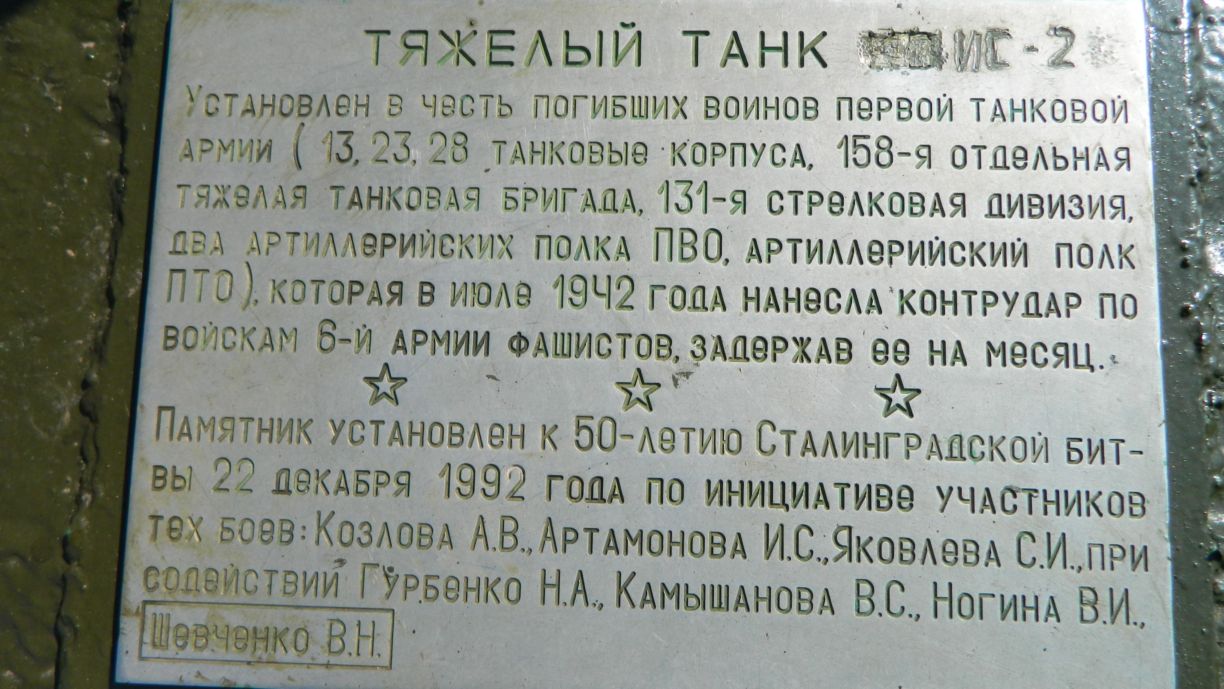 ТЯЖЕЛЫЙ ТАНК ИС-2
Установлен в честь погибших воинов первой танковой
армии ( 13, 23, 28 танковые корпуса, 158-я отдельная
тяжелая танковая бригада, 131-я стрелковая дивизия,
два артиллерийских полка ПВО, артиллерийский полк
ПТО), которая в июле 1942 года нанесла контрудар по
войскам 6-й армии фашистов, задержав ее на месяц.
Памятник установлен к 50-летию Сталинградской бит-
вы 22 декабря 1992 года по инициативе участников
тех боев: Козлова А.В., Артамонова И.С., Яковлева С.И., при
содействий Гурбенко Н.А., Камышанова В.С., Ногина В.И.,
Шевченко В.Н.